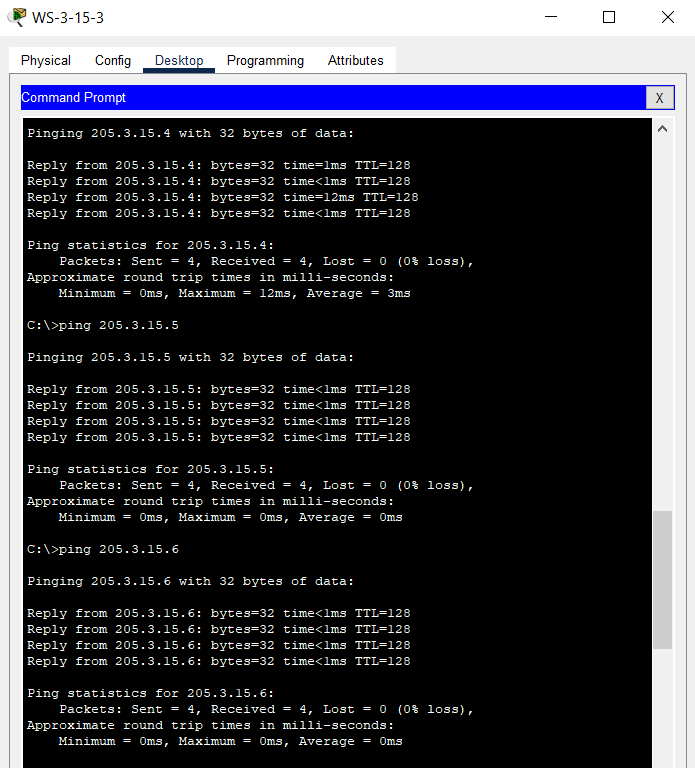 WS-3-15-3
Physical Config Desktop Programming Attributes
Command Prompt X
Pinging 205.3.15.4 with 32 bytes of data:
Reply from 205.3.15.4: bytes=32 time=1ms TTL=128
Reply from 205.3.15.4: bytes=32 time<1ms TTL=128
Reply from 205.3.15.4: bytes=32 time=12ms TTL=128
Reply from 205.3.15.4: bytes=32 time<1ms TTL=128
Ping statistics for 205.3.15.4:
    Packets: Sent = 4, Received = 4, Lost = 0 (0% loss),
Approximate round trip times in milli-seconds:
    Minimum = 0ms, Maximum = 12ms, Average = 3ms
C:\>ping 205.3.15.5
Pinging 205.3.15.5 with 32 bytes of data:
Reply from 205.3.15.5: bytes=32 time<1ms TTL=128
Reply from 205.3.15.5: bytes=32 time<1ms TTL=128
Reply from 205.3.15.5: bytes=32 time<1ms TTL=128
Reply from 205.3.15.5: bytes=32 time<1ms TTL=128
Ping statistics for 205.3.15.5:
    Packets: Sent = 4, Received = 4, Lost = 0 (0% loss),
Approximate round trip times in milli-seconds:
    Minimum = 0ms, Maximum = 0ms, Average = 0ms
C:\>ping 205.3.15.6
Pinging 205.3.15.6 with 32 bytes of data:
Reply from 205.3.15.6: bytes=32 time<1ms TTL=128
Reply from 205.3.15.6: bytes=32 time<1ms TTL=128
Reply from 205.3.15.6: bytes=32 time<1ms TTL=128
Reply from 205.3.15.6: bytes=32 time<1ms TTL=128
Ping statistics for 205.3.15.6:
    Packets: Sent = 4, Received = 4, Lost = 0 (0% loss),
Approximate round trip times in milli-seconds:
    Minimum = 0ms, Maximum = 0ms, Average = 0ms